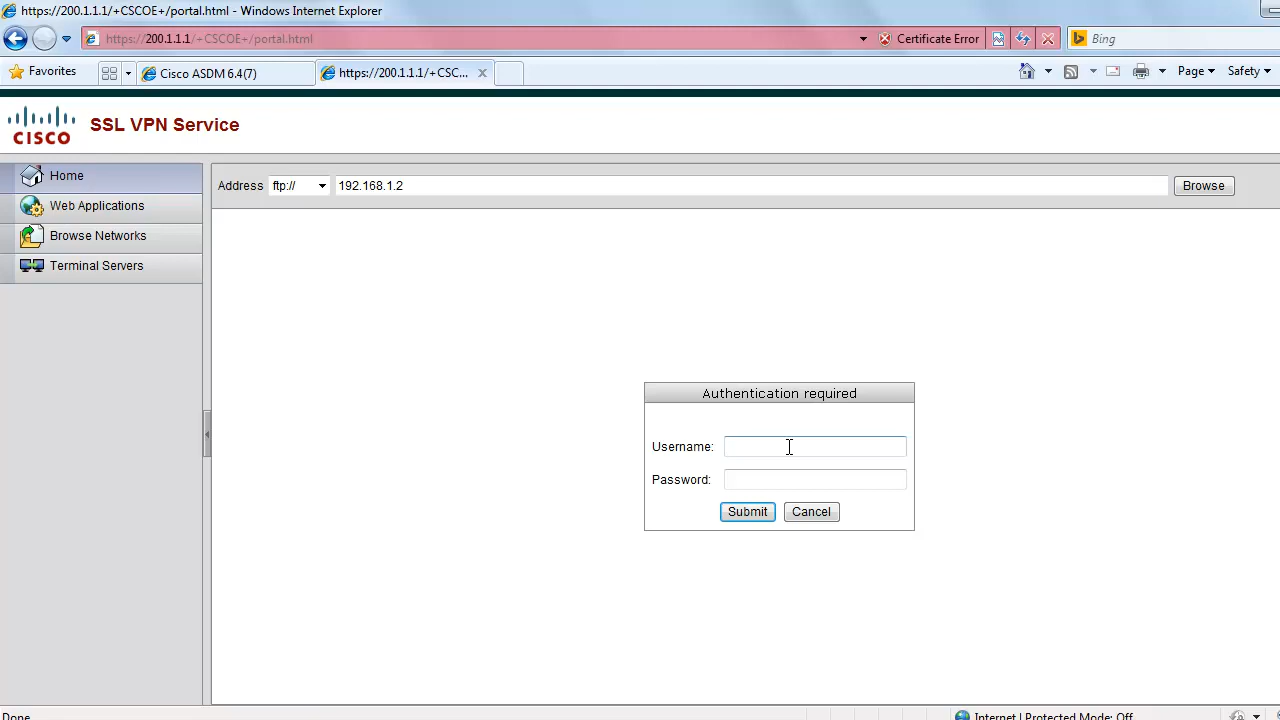 https://200.1.1.1/+CSCOE+/portal.html - Windows Internet Explorer
https://200.1.1.1/+CSCOE+/portal.html
Certificate Error
Bing
Favorites
Cisco ASDM 6.4(7)
https://200.1.1.1/+CSC...
Page
Safety
CISCO
SSL VPN Service
Home
Web Applications
Browse Networks
Terminal Servers
Address ftp:// 192.168.1.2 Browse
Authentication required
Username:
Password:
Submit Cancel
Done
Internet | Protected Mode: Off